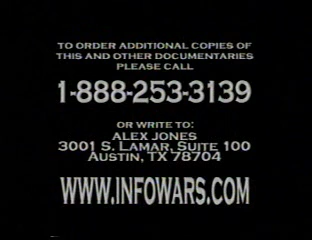 TO ORDER ADDITIONAL COPIES OF
THIS AND OTHER DOCUMENTARIES
PLEASE CALL
1-888-253-3139
OR WRITE TO:
ALEX JONES
3001 S. LAMAR, SUITE 100
AUSTIN, TX 78704
WWW.INFOWARS.COM